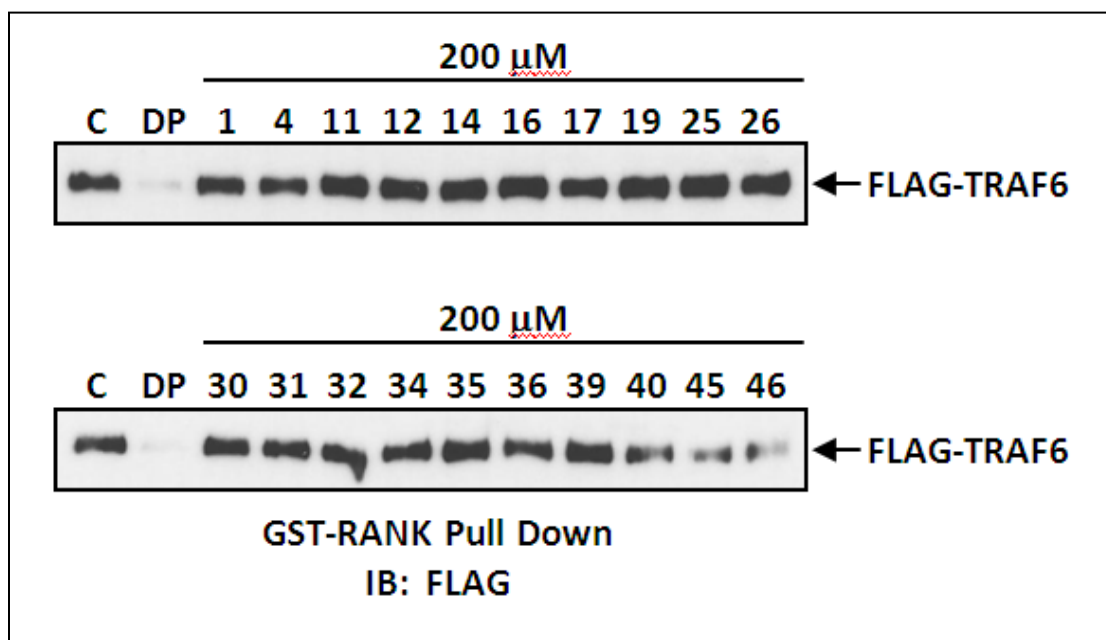 200 μM
C DP 1 4 11 12 14 16 17 19 25 26
FLAG-TRAF6
200 μM
C DP 30 31 32 34 35 36 39 40 45 46
FLAG-TRAF6
GST-RANK Pull Down
IB: FLAG